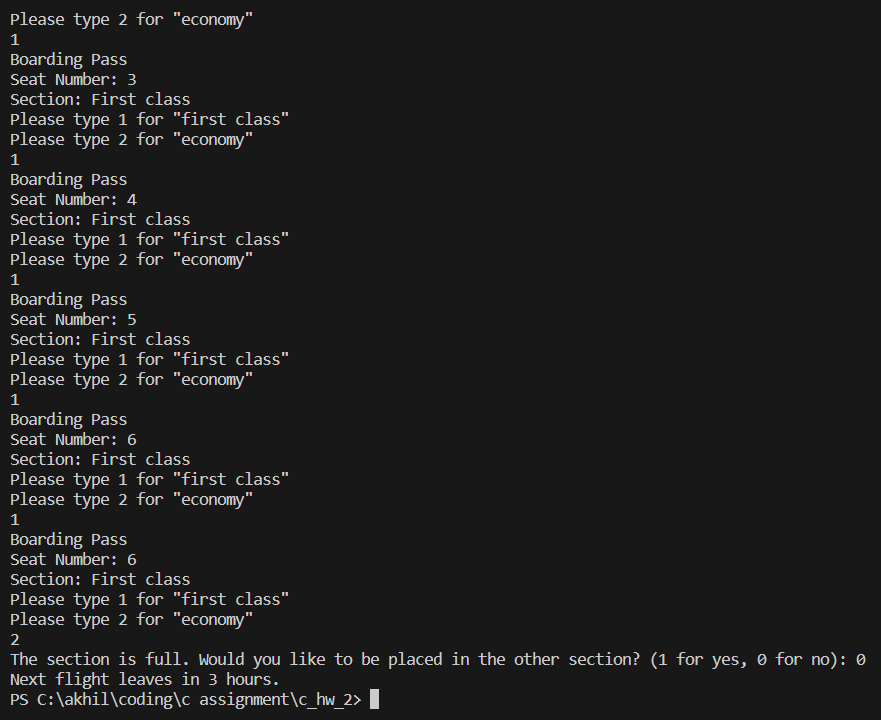 Please type 2 for "economy"
1
Boarding Pass
Seat Number: 3
Section: First class
Please type 1 for "first class"
Please type 2 for "economy"
1
Boarding Pass
Seat Number: 4
Section: First class
Please type 1 for "first class"
Please type 2 for "economy"
1
Boarding Pass
Seat Number: 5
Section: First class
Please type 1 for "first class"
Please type 2 for "economy"
1
Boarding Pass
Seat Number: 6
Section: First class
Please type 1 for "first class"
Please type 2 for "economy"
1
Boarding Pass
Seat Number: 6
Section: First class
Please type 1 for "first class"
Please type 2 for "economy"
2
The section is full. Would you like to be placed in the other section? (1 for yes, 0 for no): 0
Next flight leaves in 3 hours.
PS C:\akhil\coding\c assignment\c_hw_2>